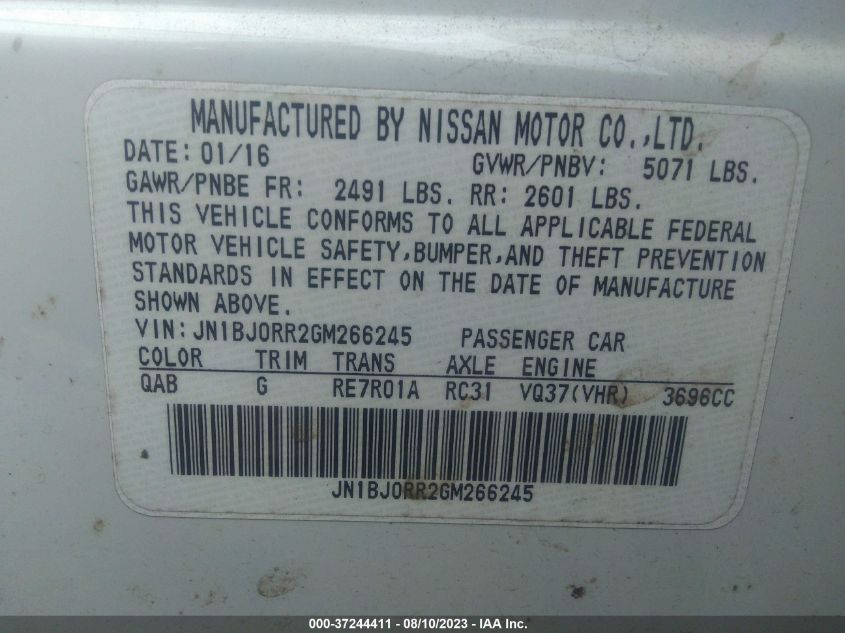 MANUFACTURED BY NISSAN MOTOR CO.,LTD.
DATE: 01/16 GVWR/PNBV: 5071 LBS.
GAWR/PNBE FR: 2491 LBS. RR: 2601 LBS.
THIS VEHICLE CONFORMS TO ALL APPLICABLE FEDERAL
MOTOR VEHICLE SAFETY,BUMPER,AND THEFT PREVENTION
STANDARDS IN EFFECT ON THE DATE OF MANUFACTURE
SHOWN ABOVE.
VIN: JN1BJ0RR2GM266245 PASSENGER CAR
COLOR TRIM TRANS AXLE ENGINE
QAB G RE7R01A RC31 VQ37(VHR) 3696CC
JN1BJ0RR2GM266245
000-37244411 - 08/10/2023 - IAA Inc.